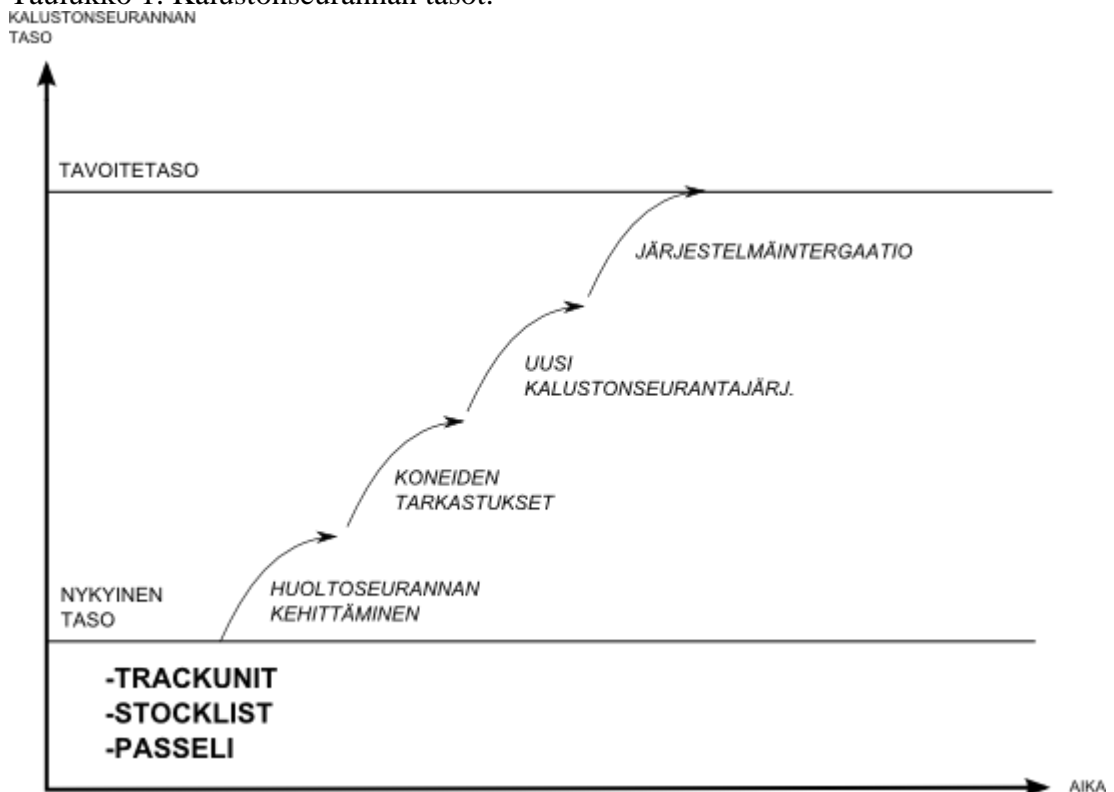 Taulukko 1. Kalustonseurannan tasot.
KALUSTONSEURANNAN
TASO
TAVOITETASO
JÄRJESTELMÄINTERGAATIO
UUSI
KALUSTONSEURANTAJÄRJ.
KONEIDEN
TARKASTUKSET
HUOLTOSEURANNAN
KEHITTÄMINEN
NYKYINEN
TASO
-TRACKUNIT
-STOCKLIST
-PASSELI
AIKA